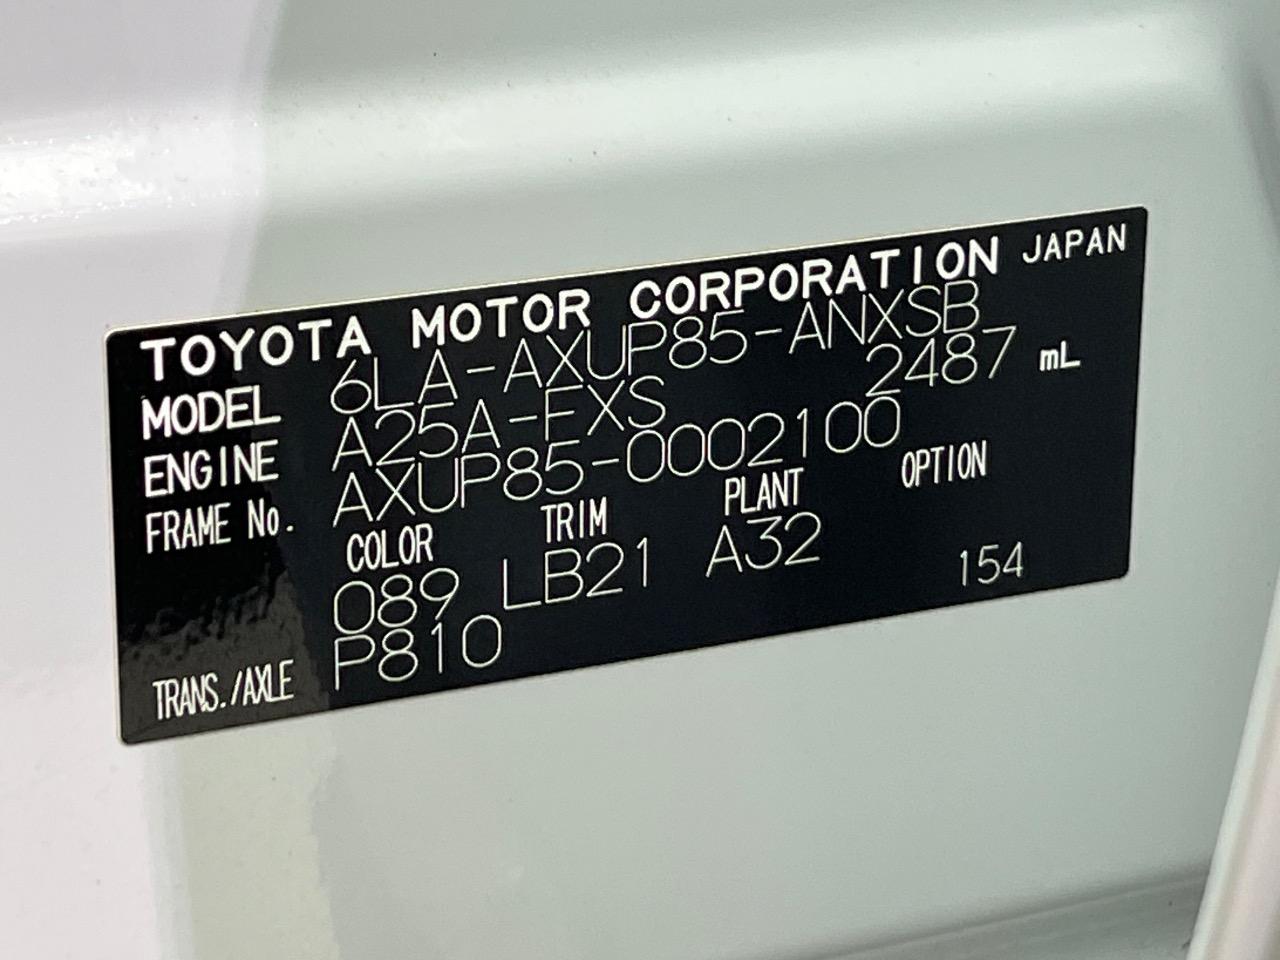 TOYOTA MOTOR CORPORATION JAPAN
MODEL 6LA-AXUP85-ANXSB
ENGINE A25A-FXS 2487 mL
FRAME No. AXUP85-0002100
COLOR TRIM PLANT OPTION
089 LB21 A32 154
TRANS./AXLE P810